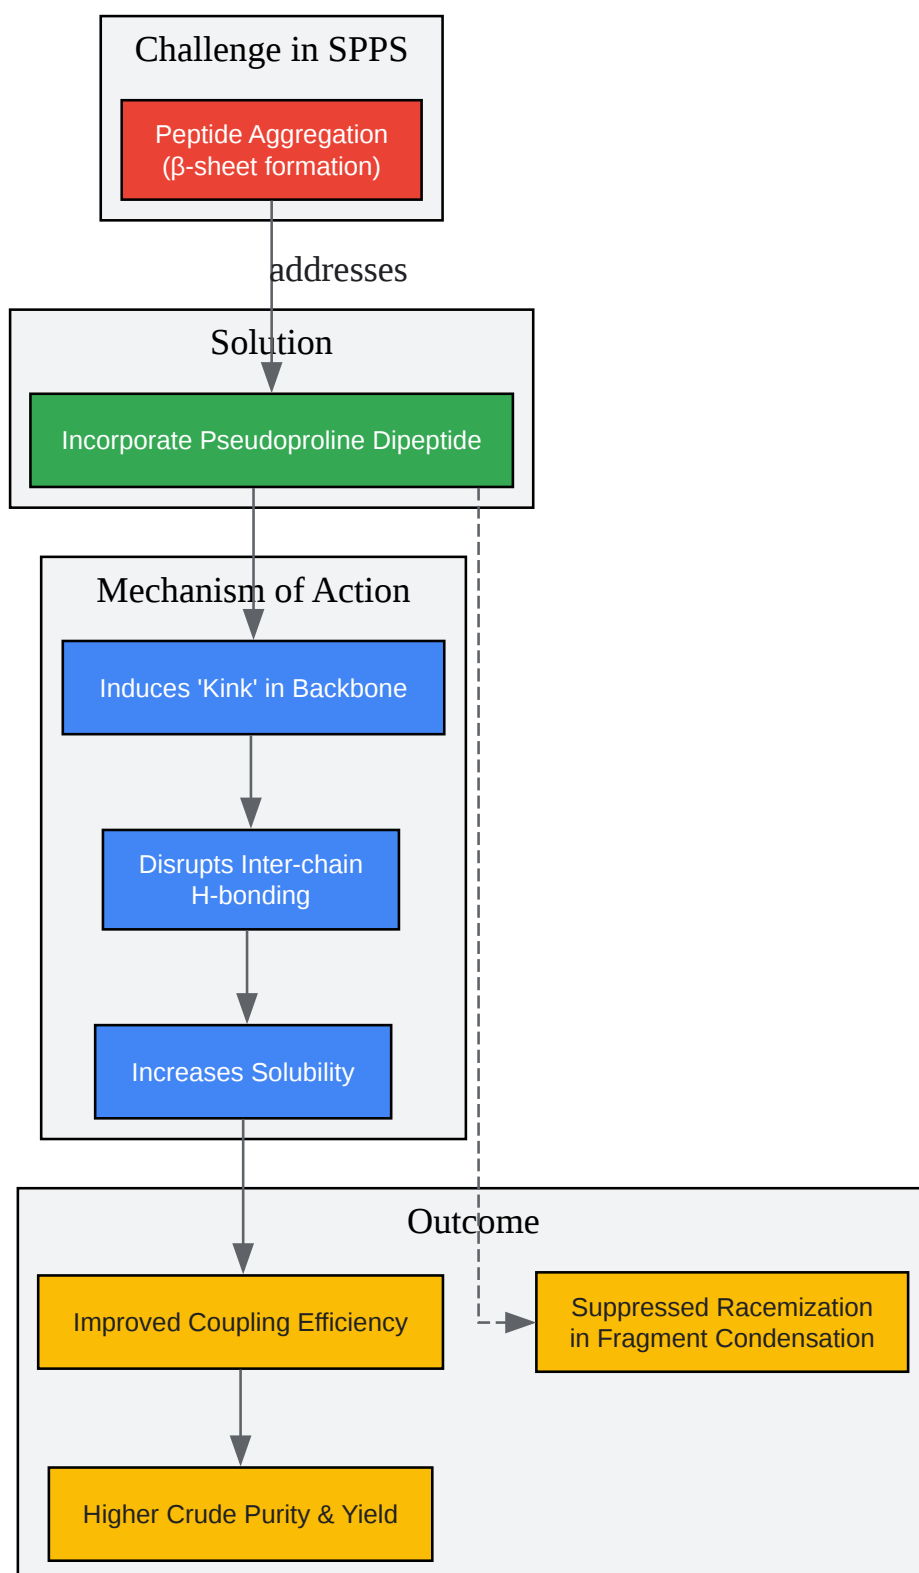 Challenge in SPPS
Peptide Aggregation
(β-sheet formation)
addresses
Solution
Incorporate Pseudoproline Dipeptide
Mechanism of Action
Induces 'Kink' in Backbone
Disrupts Inter-chain
H-bonding
Increases Solubility
Outcome
Improved Coupling Efficiency
Suppressed Racemization
in Fragment Condensation
Higher Crude Purity & Yield